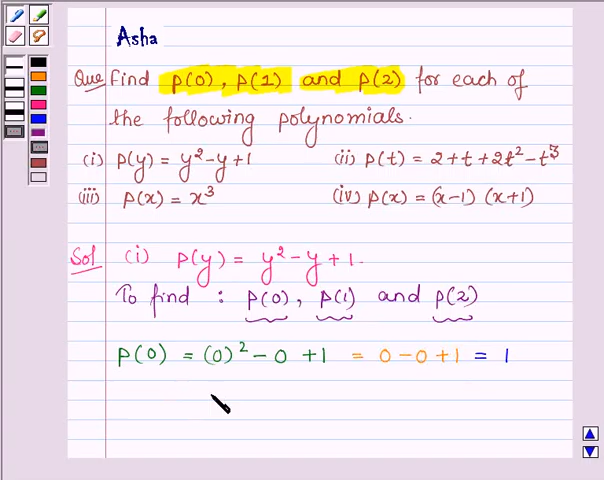 Asha
Que Find p(0), p(1) and p(2) for each of
the following polynomials.
(i) p(y) = y² - y + 1 (ii) p(t) = 2 + t + 2t² - t³
(iii) p(x) = x³ (iv) p(x) = (x-1) (x+1)
Sol (i) p(y) = y² - y + 1.
To find : p(0), p(1) and p(2)
p(0) = (0)² - 0 + 1 = 0 - 0 + 1 = 1